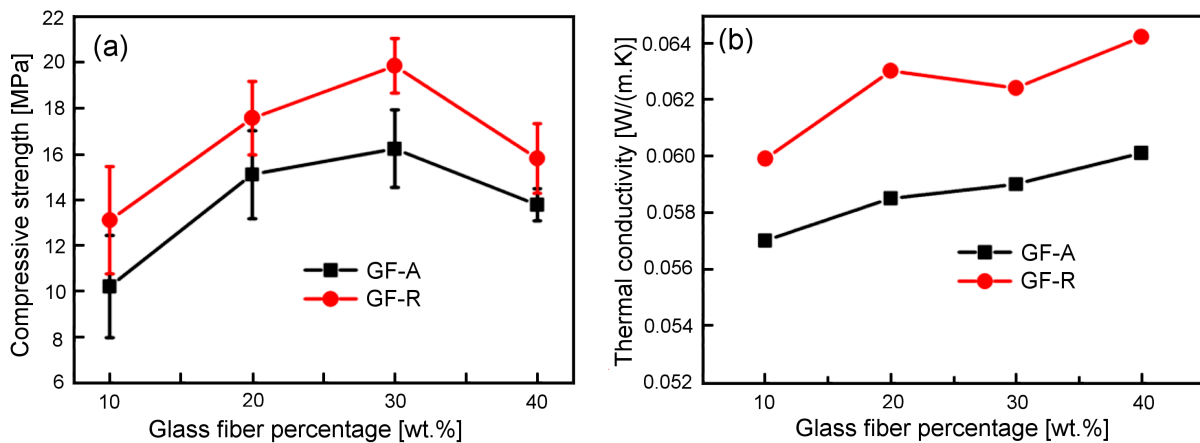 (a)
Compressive strength [MPa]
22
20
18
16
14
12
10
8
6
GF-A
GF-R
10 20 30 40
Glass fiber percentage [wt.%]
(b)
Thermal conductivity [W/(m.K)]
0.064
0.062
0.060
0.058
0.056
0.054
0.052
GF-A
GF-R
10 20 30 40
Glass fiber percentage [wt.%]